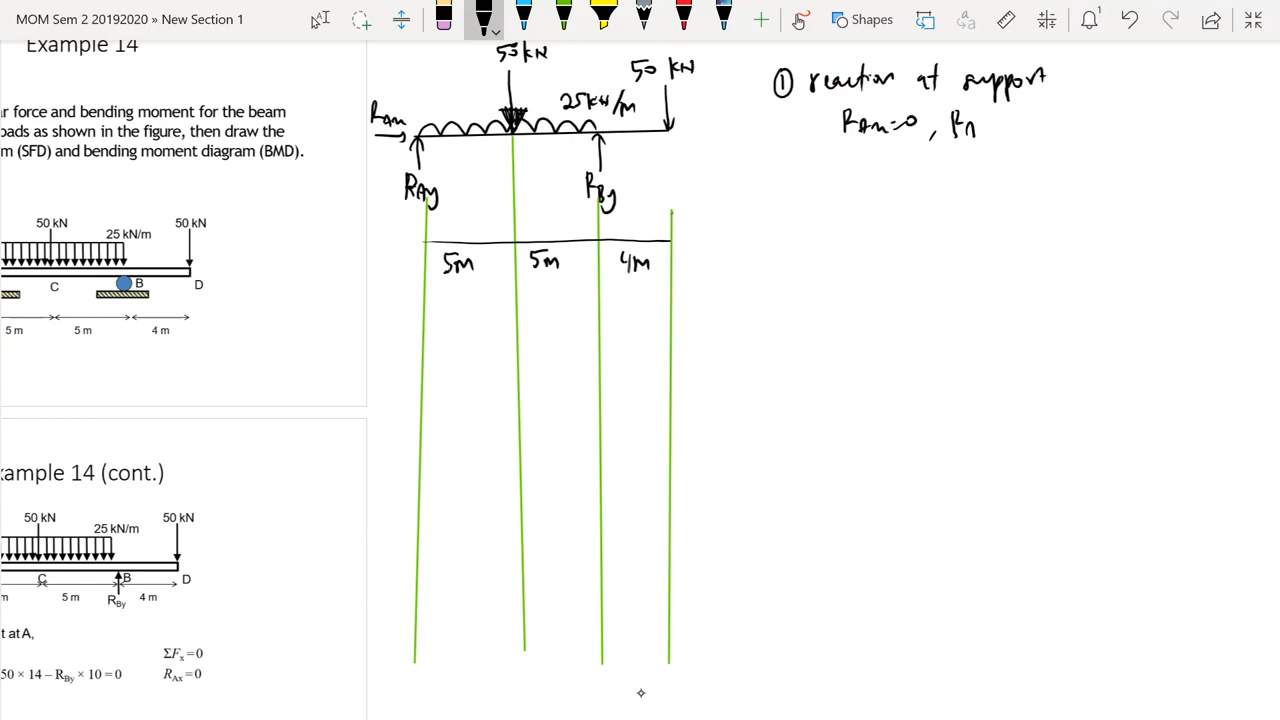 MOM Sem 2 20192020 » New Section 1
Shapes
Example 14
ar force and bending moment for the beam
oads as shown in the figure, then draw the
m (SFD) and bending moment diagram (BMD).
50 kN
50 kN
25 kN/m
C
B
D
5 m
5 m
4 m
xample 14 (cont.)
50 kN
50 kN
25 kN/m
C
B
D
m
5 m
RBy
4 m
t at A,
ΣFx = 0
50 × 14 – RBy × 10 = 0
RAx = 0
50 kN
50 kN
25 kN/m
RAx
RAy
RBy
5m
5m
4m
① reaction at support
RAx=0, RA